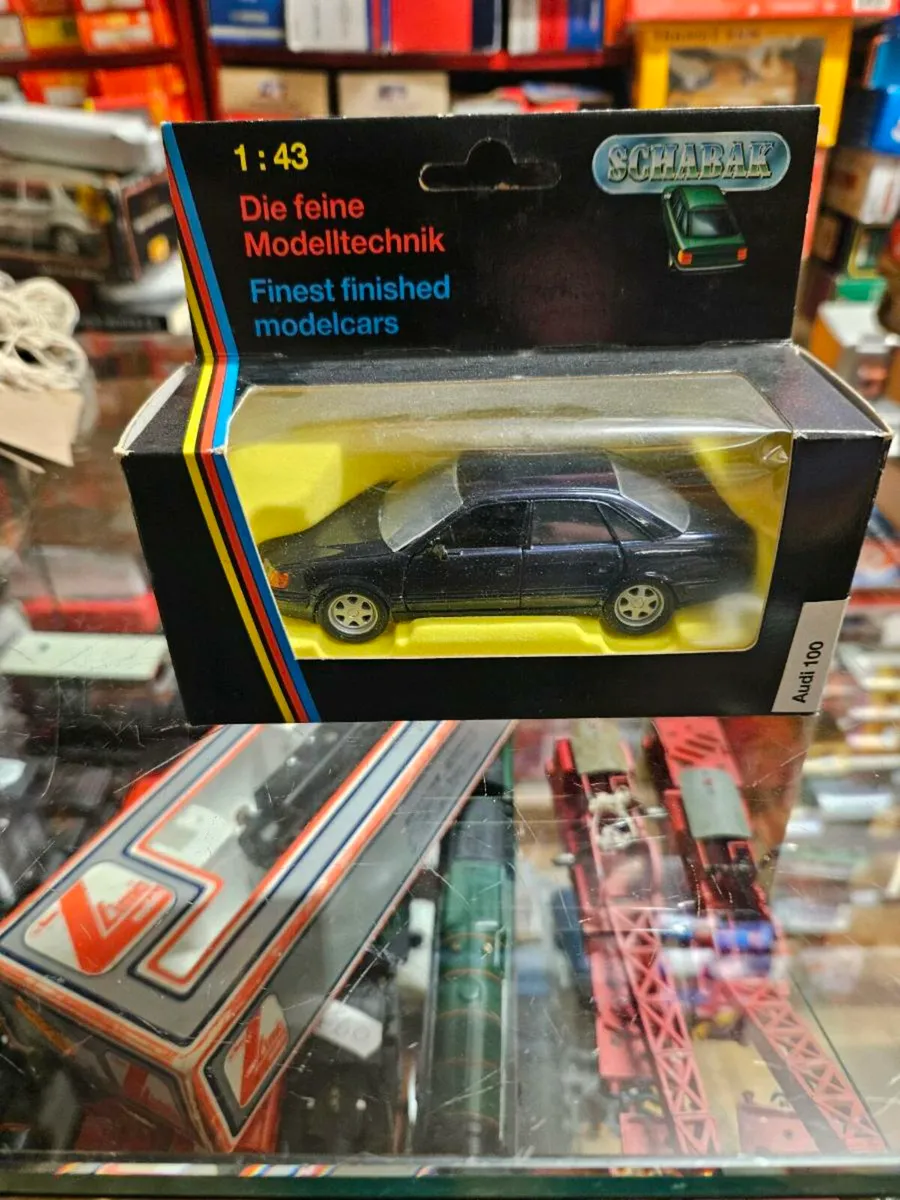 1:43
SCHABAK
Die feine
Modelltechnik
Finest finished
modelcars
Audi 100